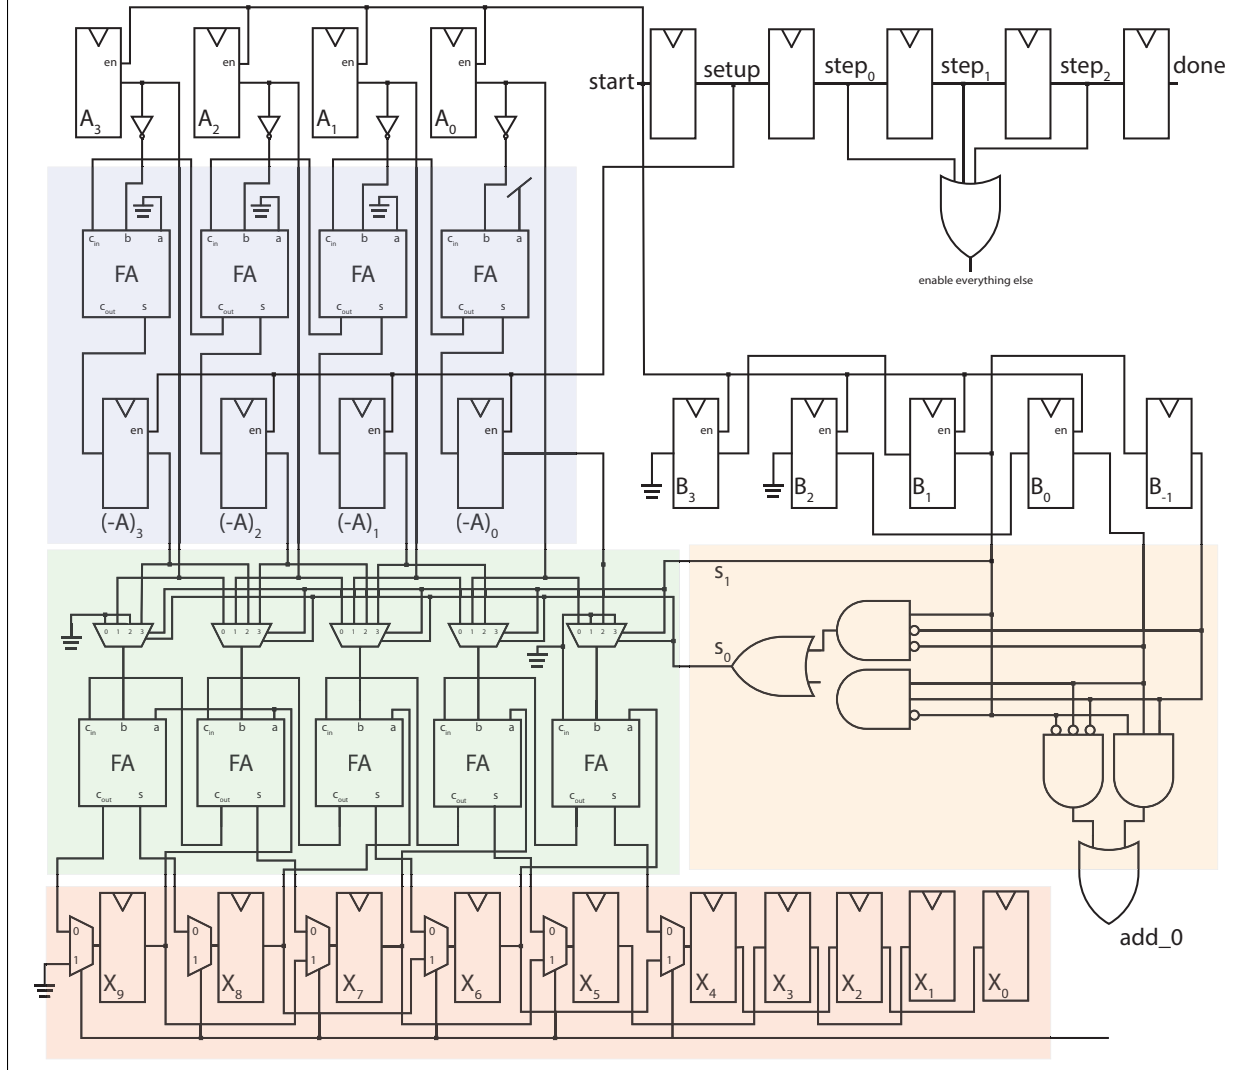 en en en en
A3 A2 A1 A0
start setup step0 step1 step2 done
enable everything else
cin b a cin b a cin b a cin b a
FA FA FA FA
cout s cout s cout s cout s
en en en en
(-A)3 (-A)2 (-A)1 (-A)0
en en en en
B3 B2 B1 B0 B-1
s1
s0
0 1 2 3 0 1 2 3 0 1 2 3 0 1 2 3 0 1 2 3
cin b a cin b a cin b a cin b a cin b a
FA FA FA FA FA
cout s cout s cout s cout s cout s
add_0
0 0 0 0 0 0
1 1 1 1 1 1
X9 X8 X7 X6 X5 X4 X3 X2 X1 X0